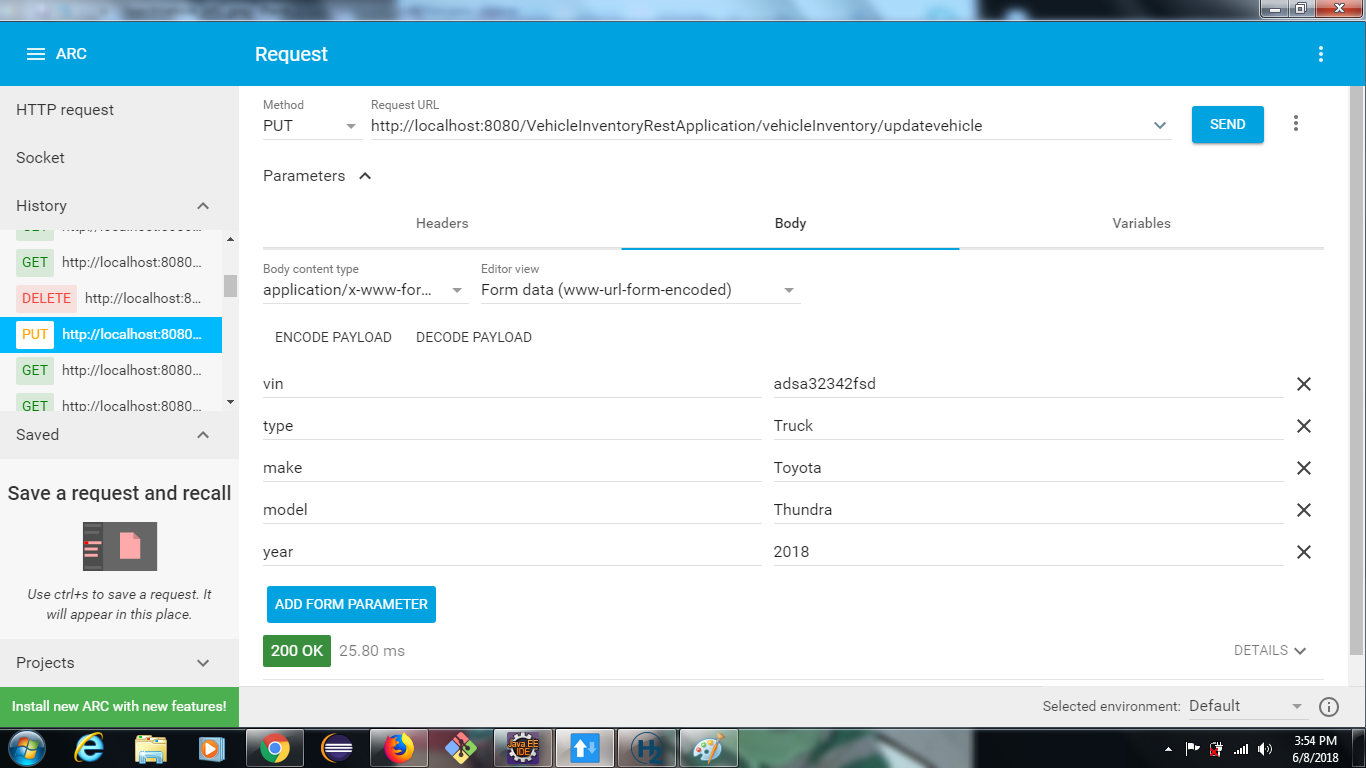 ARC
Request
HTTP request
Socket
History
GET http://localhost:8080...
DELETE http://localhost:8...
PUT http://localhost:8080...
GET http://localhost:8080...
GET http://localhost:8080...
Saved
Save a request and recall
Use ctrl+s to save a request. It
will appear in this place.
Projects
Install new ARC with new features!
Method
PUT
Request URL
http://localhost:8080/VehicleInventoryRestApplication/vehicleInventory/updatevehicle
SEND
Parameters
Headers
Body
Variables
Body content type
application/x-www-for...
Editor view
Form data (www-url-form-encoded)
ENCODE PAYLOAD
DECODE PAYLOAD
vin adsa32342fsd
type Truck
make Toyota
model Thundra
year 2018
ADD FORM PARAMETER
200 OK 25.80 ms
DETAILS
Selected environment: Default
Java EE
IDE
3:54 PM
6/8/2018